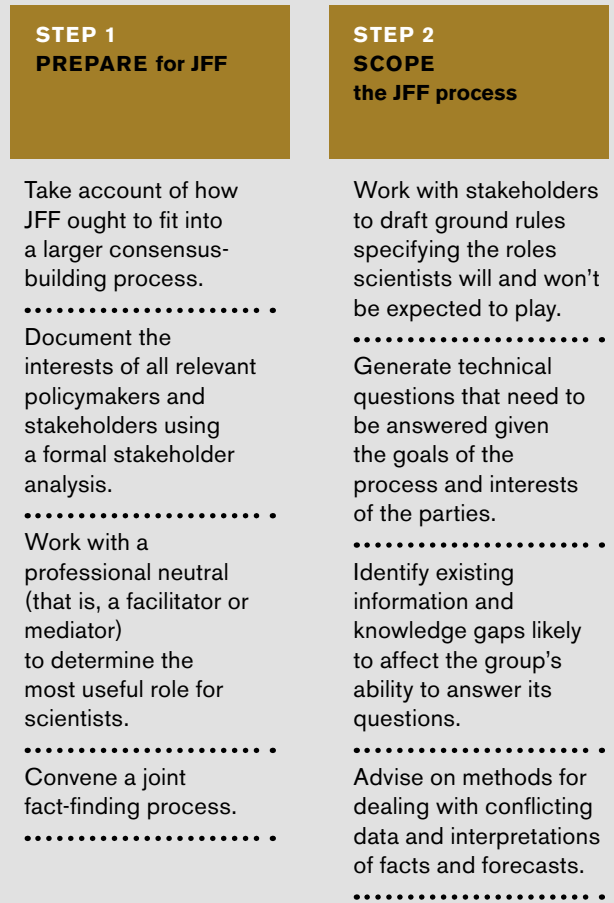 STEP 1
PREPARE for JFF
Take account of how
JFF ought to fit into
a larger consensus-
building process.
Document the
interests of all relevant
policymakers and
stakeholders using
a formal stakeholder
analysis.
Work with a
professional neutral
(that is, a facilitator or
mediator)
to determine the
most useful role for
scientists.
Convene a joint
fact-finding process.
STEP 2
SCOPE
the JFF process
Work with stakeholders
to draft ground rules
specifying the roles
scientists will and won’t
be expected to play.
Generate technical
questions that need to
be answered given
the goals of the
process and interests
of the parties.
Identify existing
information and
knowledge gaps likely
to affect the group’s
ability to answer its
questions.
Advise on methods for
dealing with conflicting
data and interpretations
of facts and forecasts.